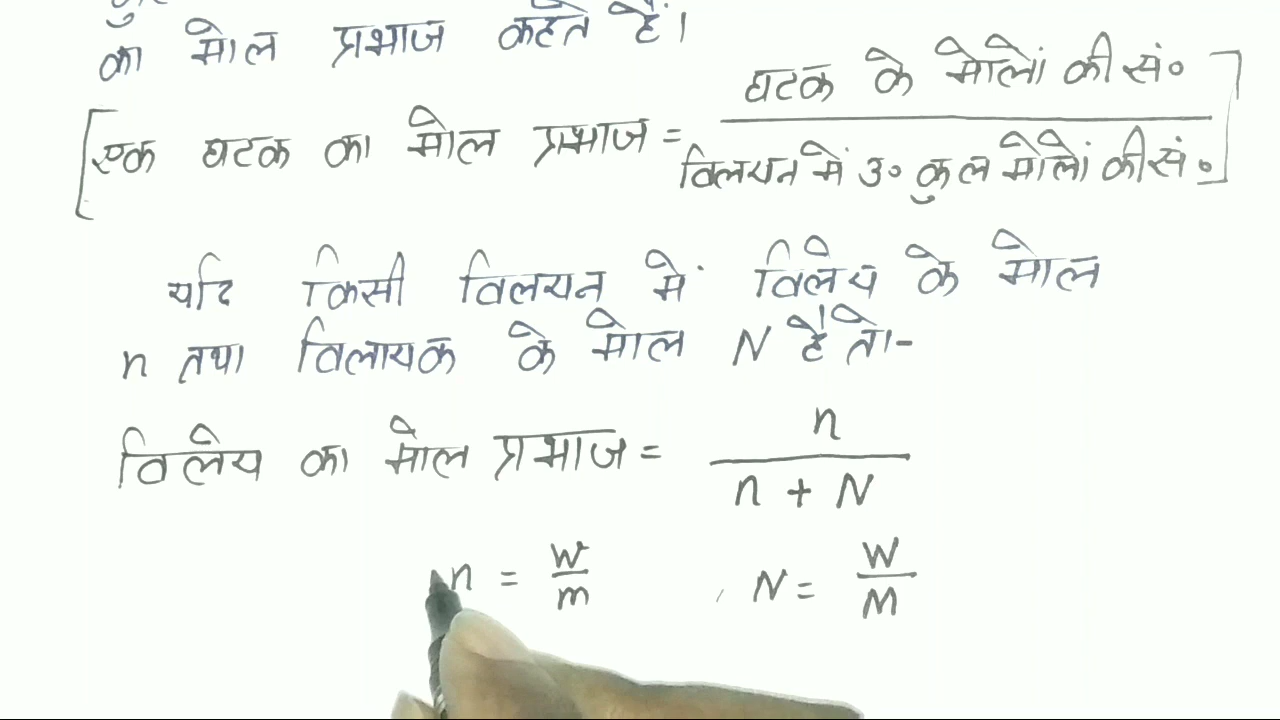 का मोल प्रभाज कहते हैं।
[एक घटक का मोल प्रभाज = घटक के मोलों की सं० / विलयन में उ० कुल मोलों की सं०]
यदि किसी विलयन में विलेय के मोल
n तथा विलायक के मोल N है तो-
विलेय का मोल प्रभाज = n / n + N
n = w / m , N = W / M